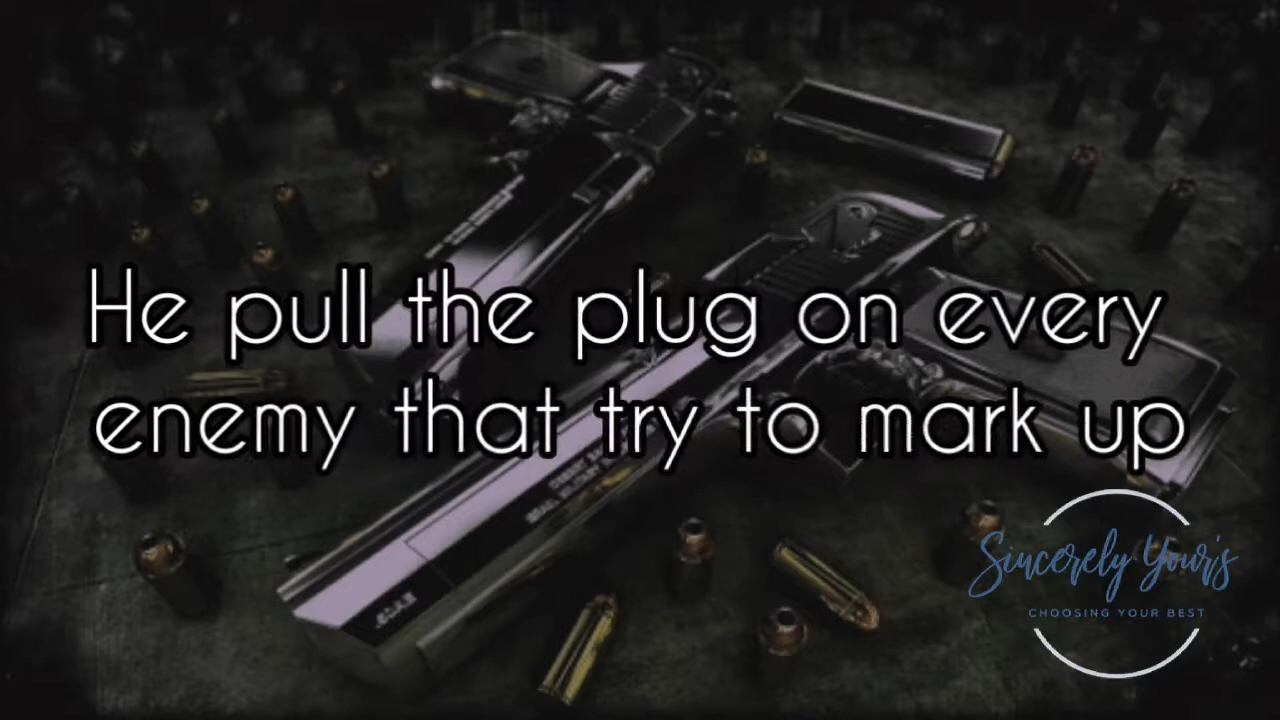 He pull the plug on every
enemy that try to mark up
Sincerely Your's
CHOOSING YOUR BEST